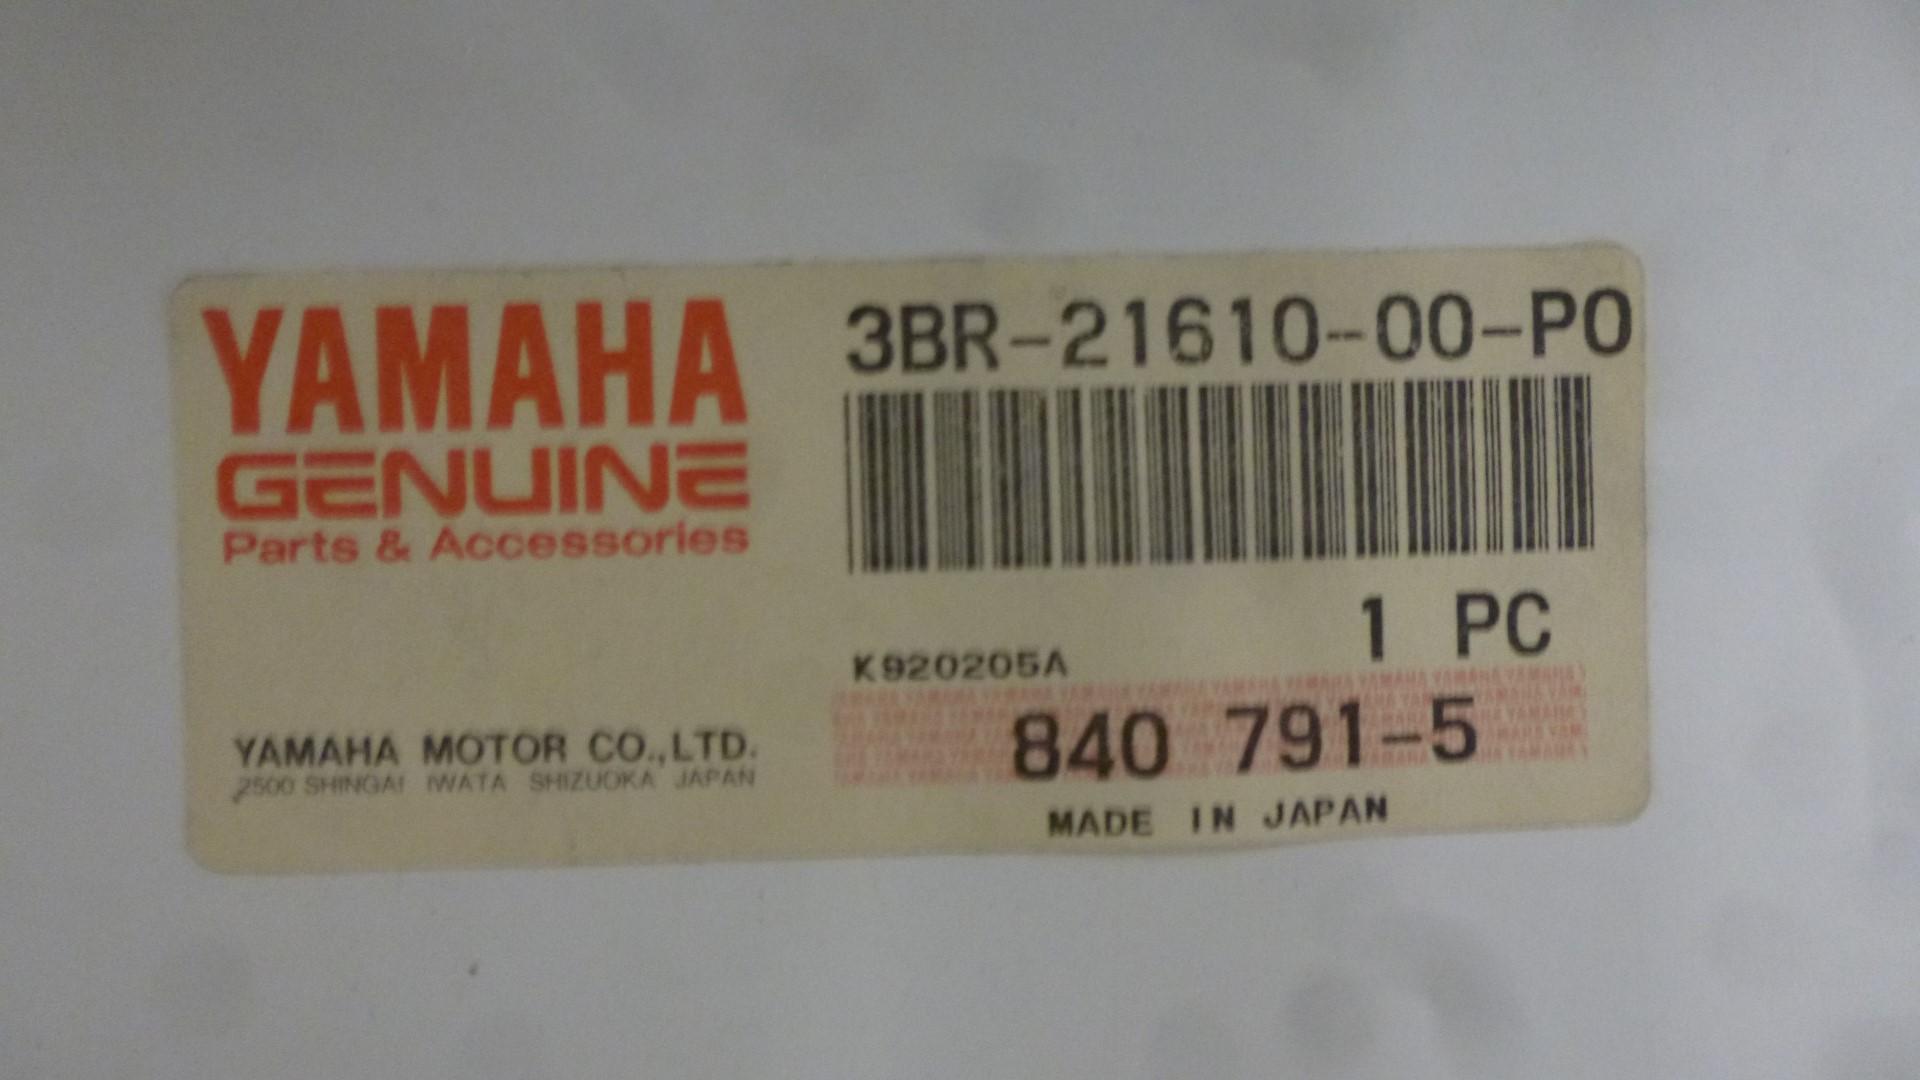 YAMAHA
GENUINE
Parts & Accessories
YAMAHA MOTOR CO.,LTD.
2500 SHINGAI IWATA SHIZUOKA JAPAN
3BR-21610-00-P0
1 PC
K920205A
840 791-5
MADE IN JAPAN